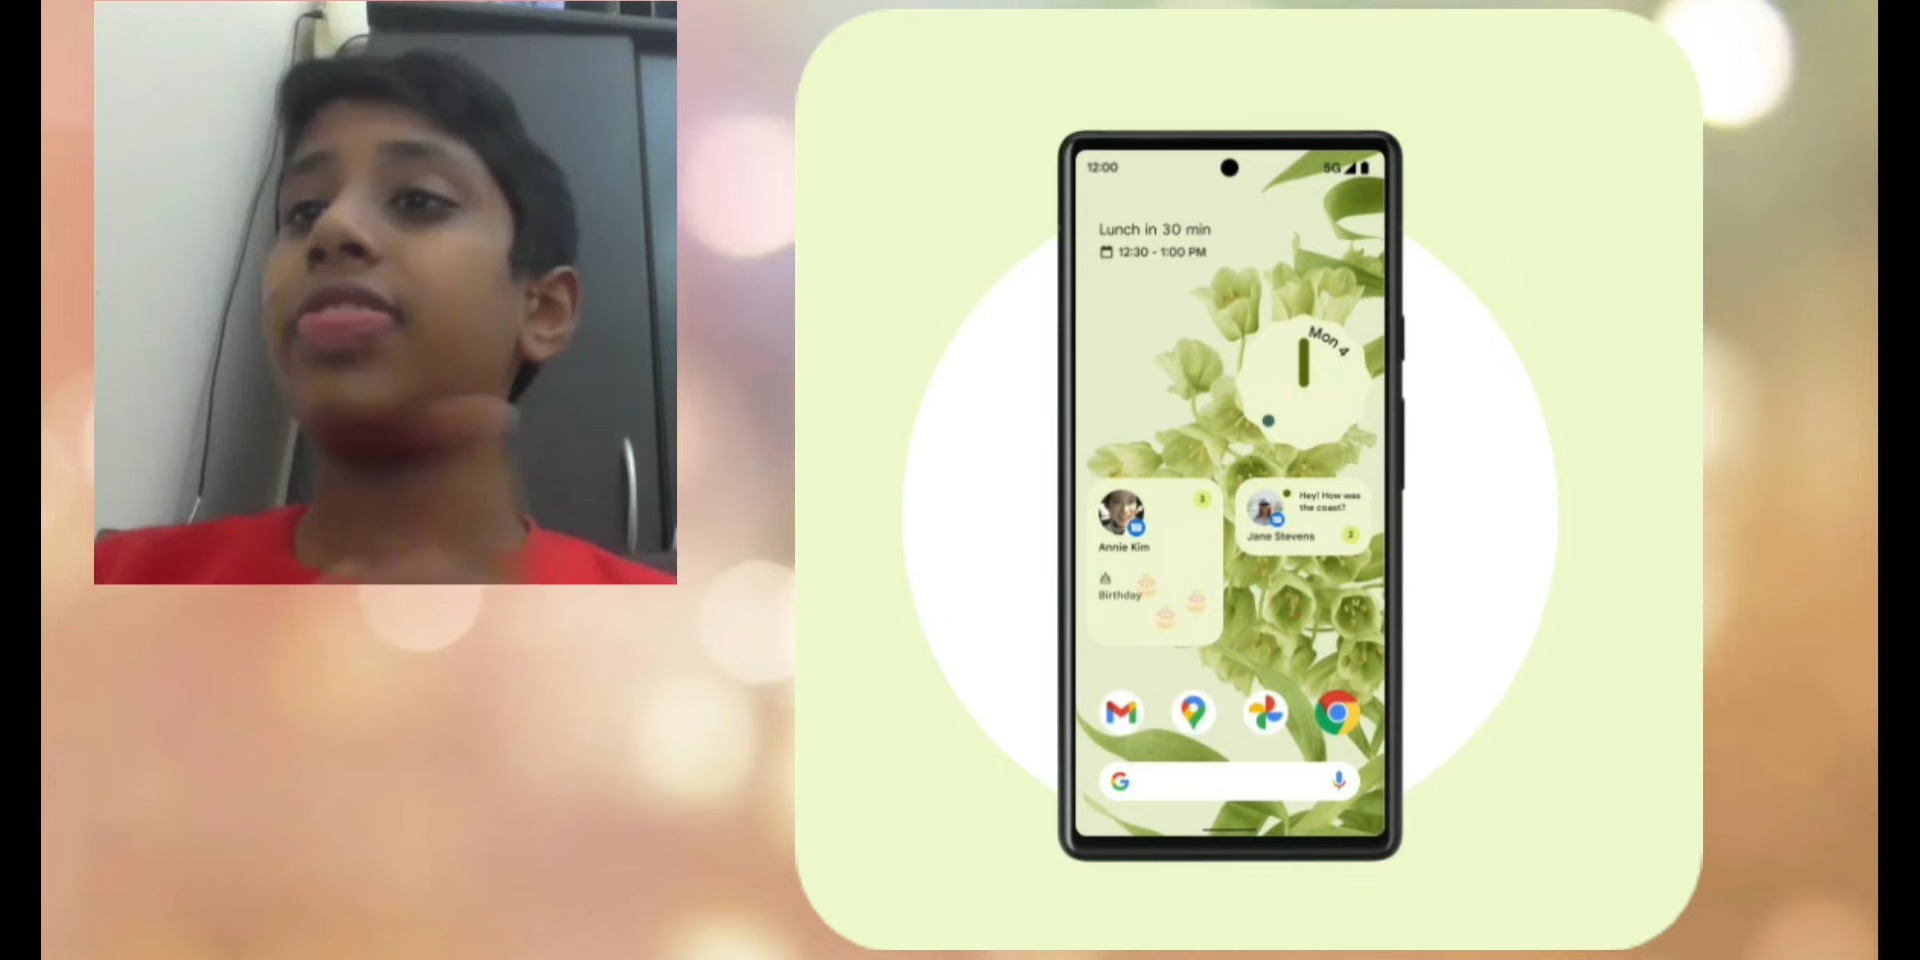 12:00
5G
Lunch in 30 min
12:30 - 1:00 PM
Mon 4
3
Annie Kim
Birthday
Hey! How was
the coast?
Jane Stevens
2